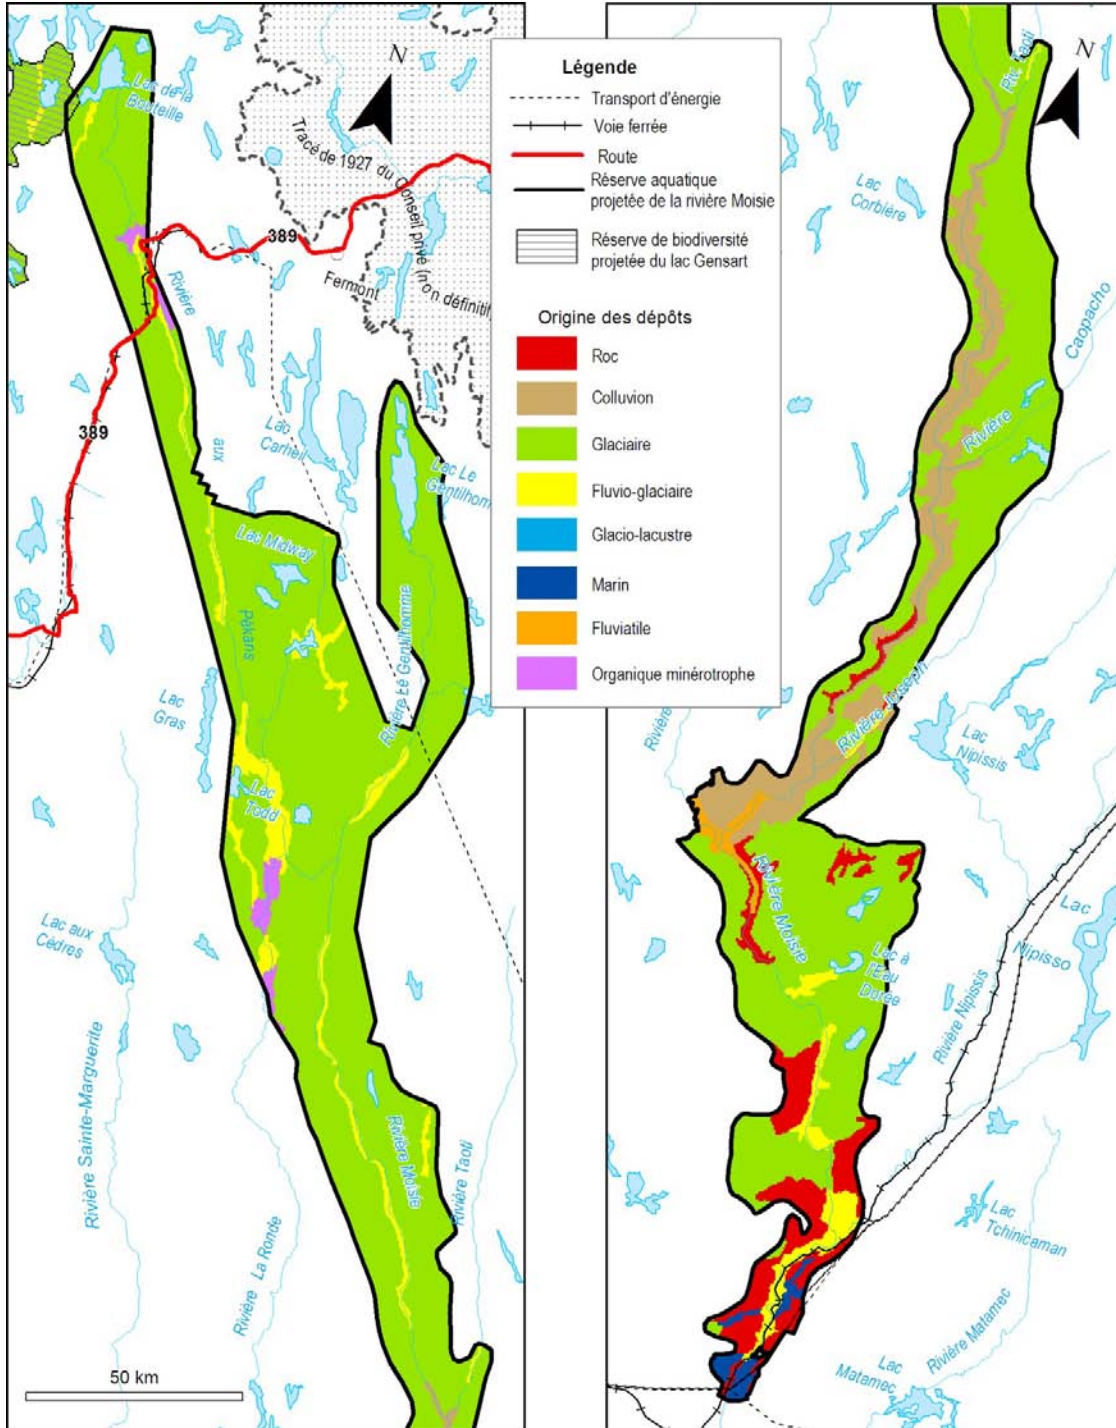 Lac de la
Bouteille
N
Tracé de 1927 du Conseil privé (non définitif
389
Fermont
Rivière
aux
Pékans
389
Lac
Carheil
Lac Le
Gentilhom
Lac Midway
Rivière Le Gentilhomme
Lac
Gras
Lac
Todd
Lac aux
Cèdres
Rivière Sainte-Marguerite
Rivière La Ronde
Rivière Moisie
Rivière Taoti
50 km
Légende
Transport d'énergie
Voie ferrée
Route
Réserve aquatique
projetée de la rivière Moisie
Réserve de biodiversité
projetée du lac Gensart
Origine des dépôts
Roc
Colluvion
Glaciaire
Fluvio-glaciaire
Glacio-lacustre
Marin
Fluviatile
Organique minérotrophe
Riv. Taoti
N
Lac
Corbière
Caopacho
Rivière
Rivière Joseph
Rivière
Lac
Nipissis
Rivière Moisie
Lac à
l'Eau
Dorée
Lac
Nipisso
Rivière Nipissis
Lac
Tchinicaman
Rivière Matamec
Lac
Matamec